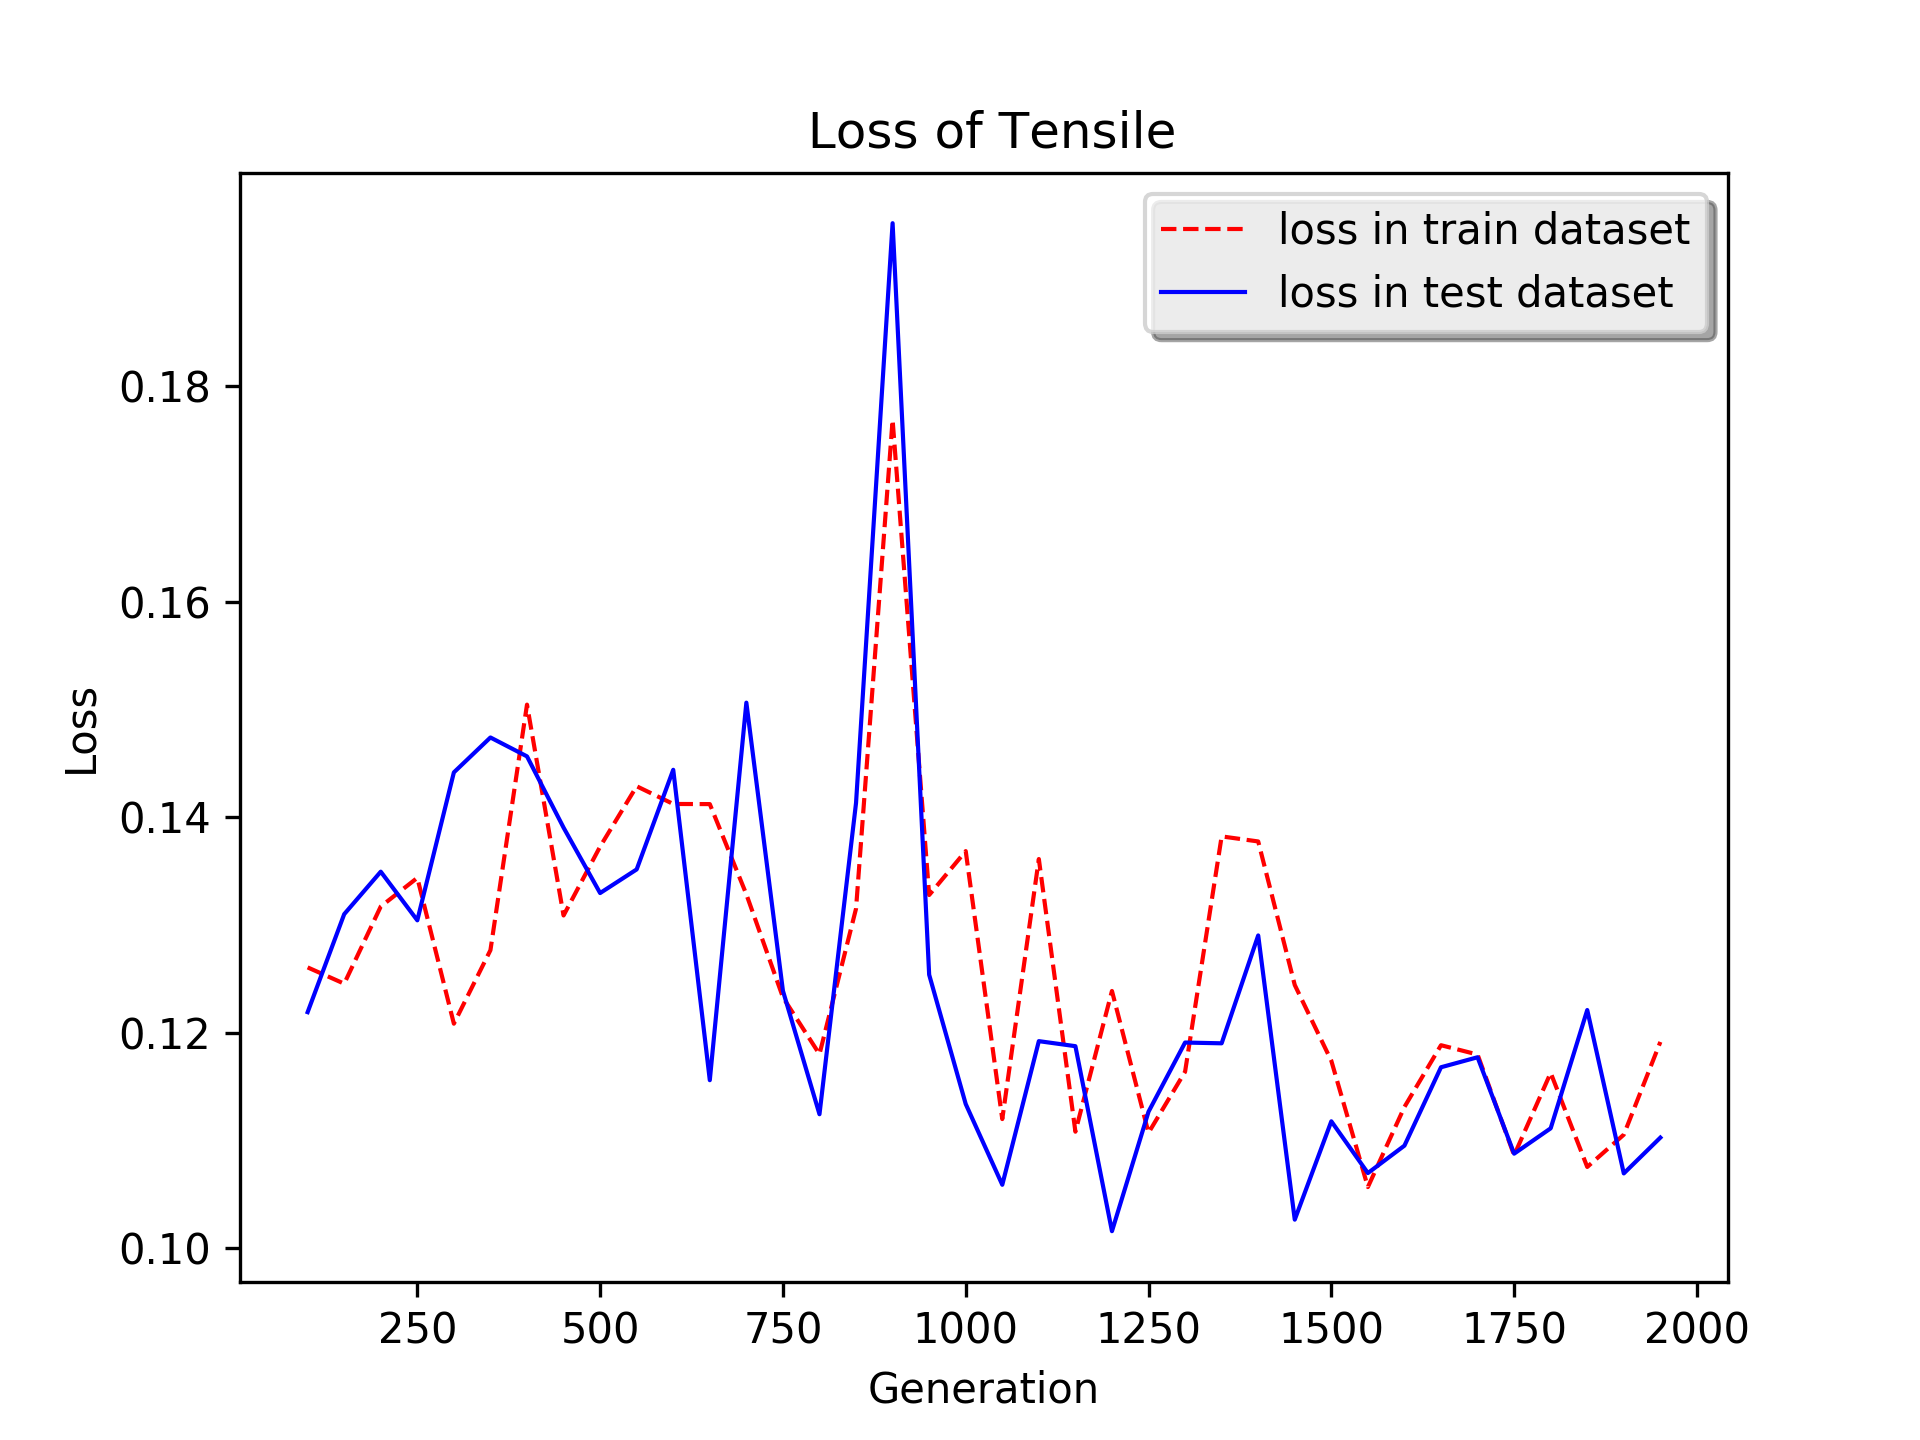 Loss of Tensile
loss in train dataset
loss in test dataset
0.18
0.16
0.14
0.12
0.10
Loss
250 500 750 1000 1250 1500 1750 2000
Generation